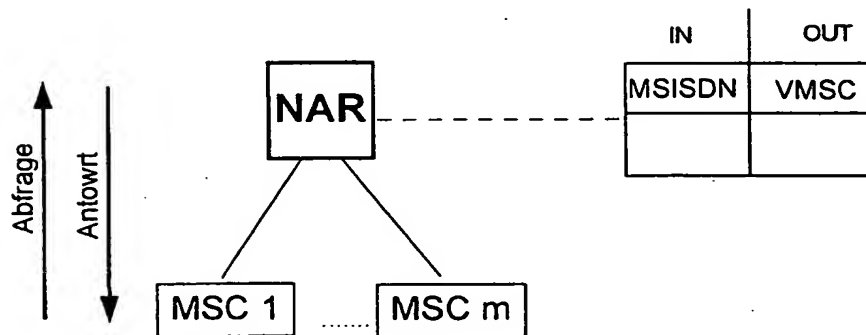 IN OUT
MSISDN VMSC
NAR
Abfrage
Antowrt
MSC 1 ........ MSC m